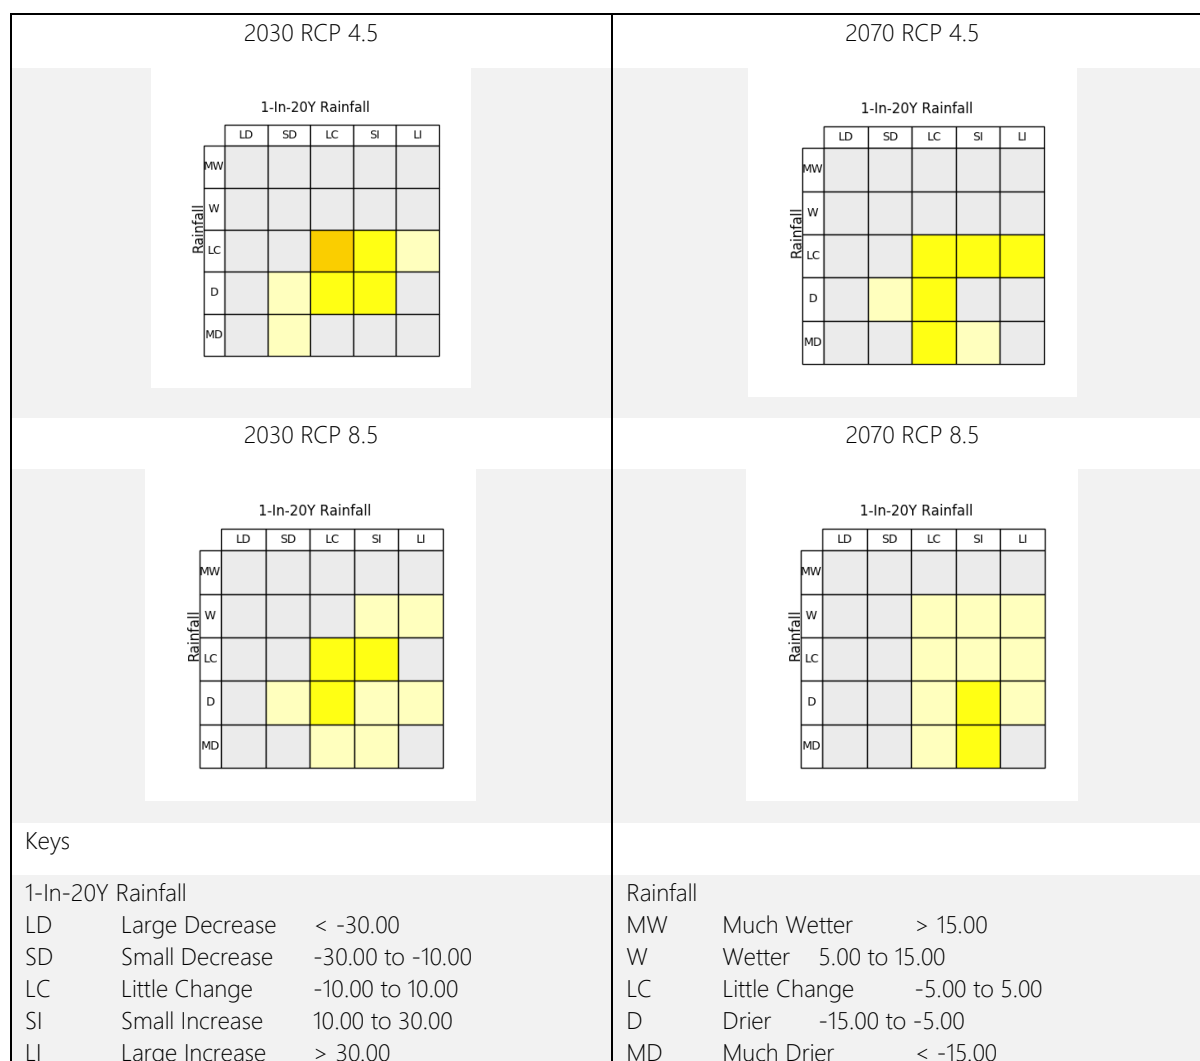 2030 RCP 4.5
1-In-20Y Rainfall
LD SD LC SI LI
Rainfall
MW
W
LC
D
MD
2070 RCP 4.5
1-In-20Y Rainfall
LD SD LC SI LI
Rainfall
MW
W
LC
D
MD
2030 RCP 8.5
1-In-20Y Rainfall
LD SD LC SI LI
Rainfall
MW
W
LC
D
MD
2070 RCP 8.5
1-In-20Y Rainfall
LD SD LC SI LI
Rainfall
MW
W
LC
D
MD
Keys
1-In-20Y Rainfall
LD Large Decrease < -30.00
SD Small Decrease -30.00 to -10.00
LC Little Change -10.00 to 10.00
SI Small Increase 10.00 to 30.00
LI Large Increase > 30.00
Rainfall
MW Much Wetter > 15.00
W Wetter 5.00 to 15.00
LC Little Change -5.00 to 5.00
D Drier -15.00 to -5.00
MD Much Drier < -15.00